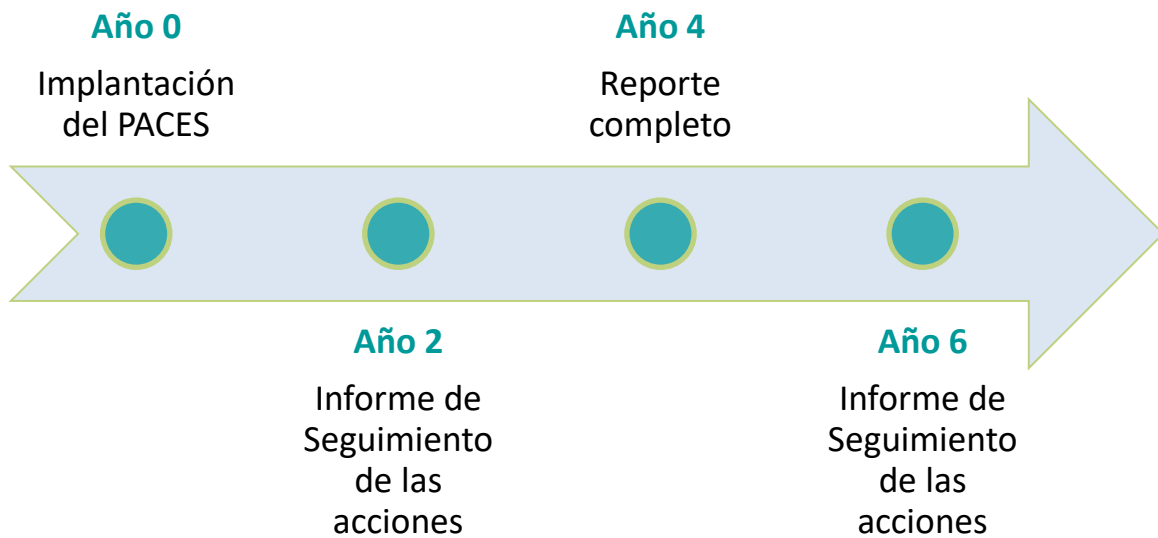 Año 0
Implantación
del PACES
Año 4
Reporte
completo
Año 2
Informe de
Seguimiento
de las
acciones
Año 6
Informe de
Seguimiento
de las
acciones